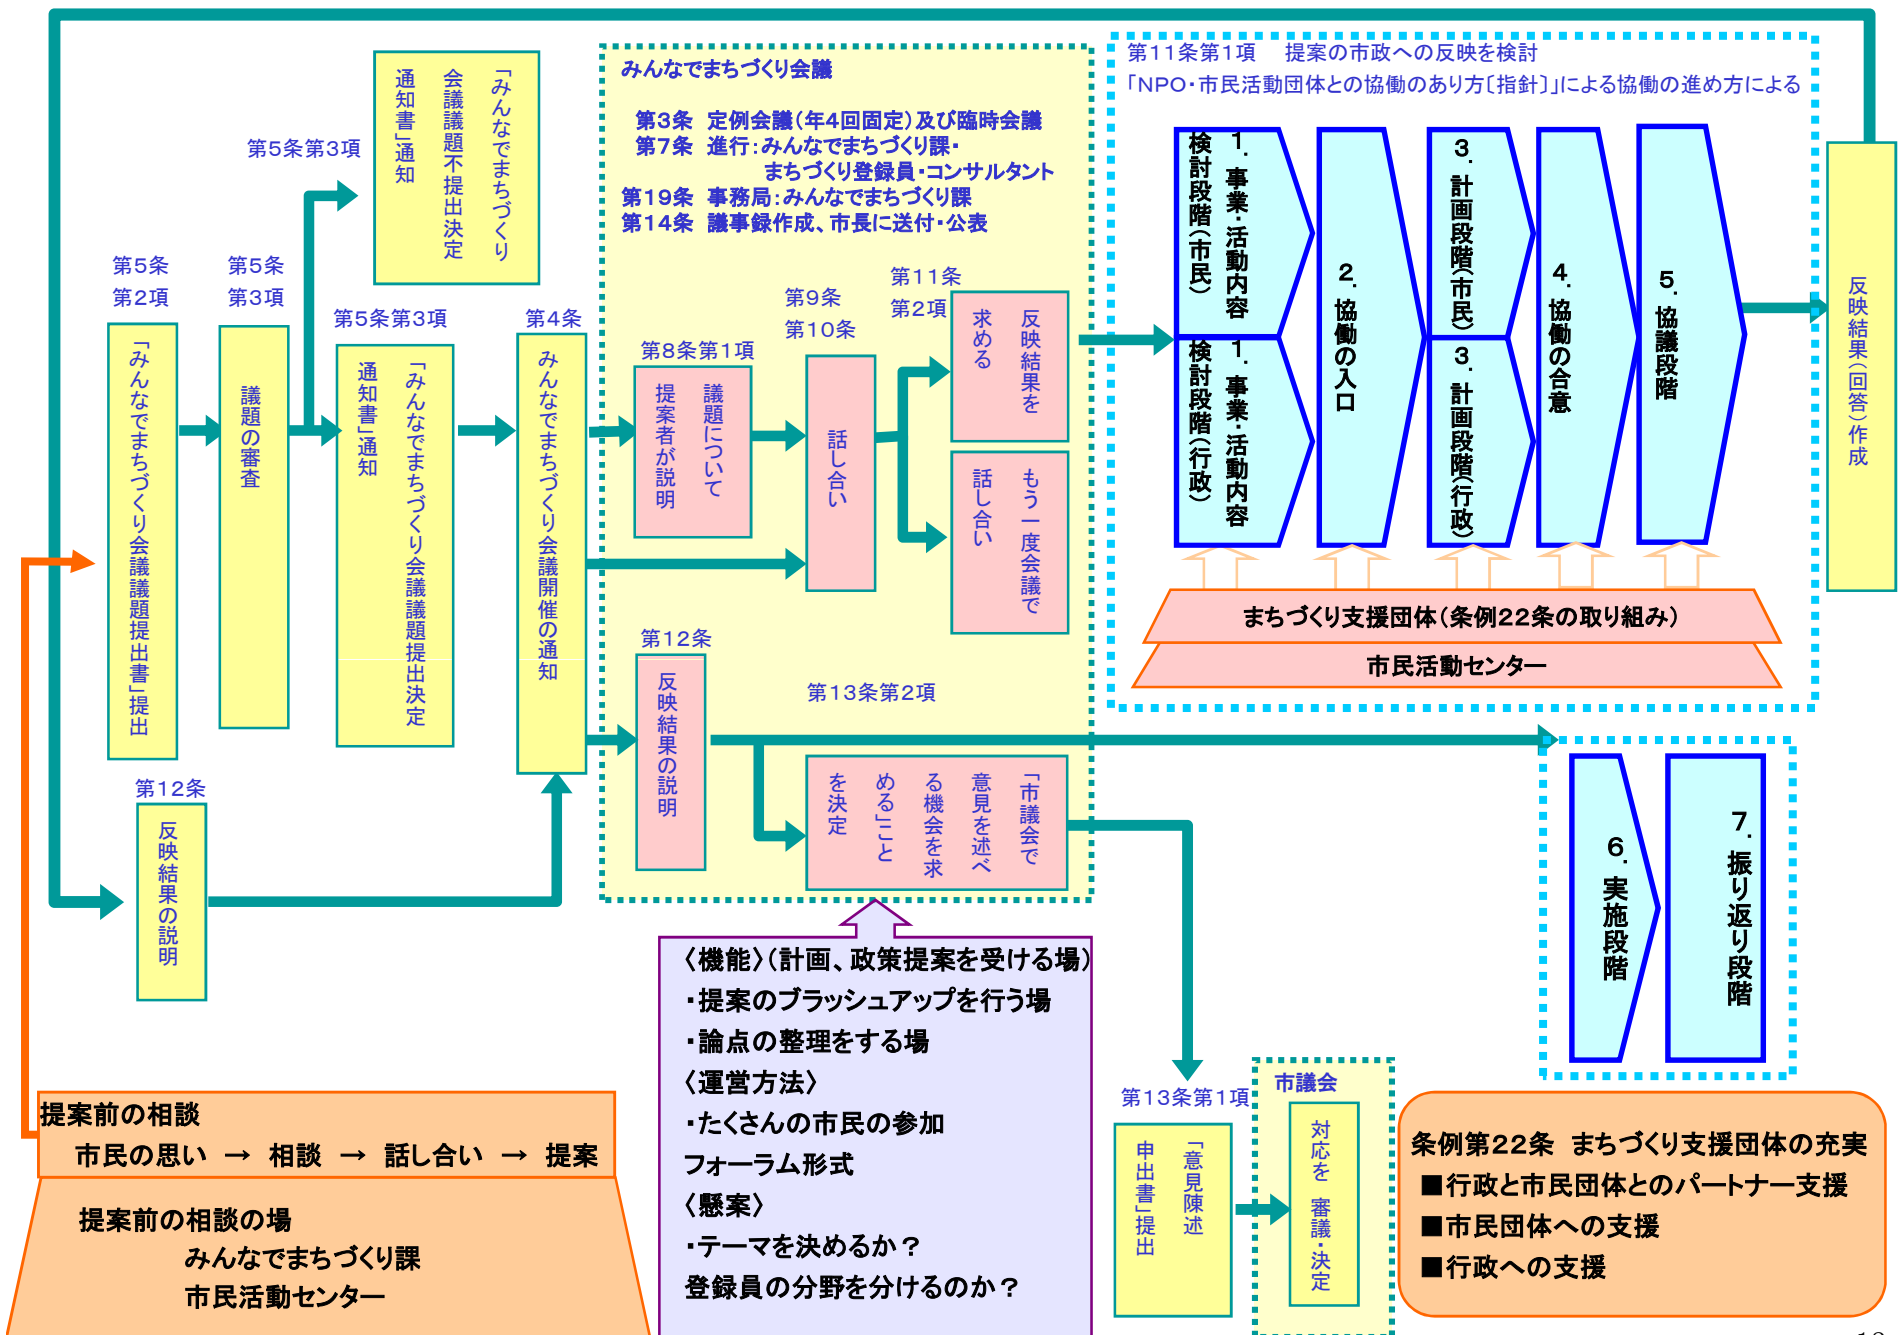 第5条第3項
「みんなでまちづくり
会議議題不提出決定
通知書」通知
第5条
第2項
「みんなでまちづくり会議議題提出書」提出
第5条
第3項
議題の審査
第5条第3項
「みんなでまちづくり会議議題提出決定
通知書」通知
第4条
みんなでまちづくり会議開催の通知
第12条
反映結果の説明
みんなでまちづくり会議
第3条 定例会議(年4回固定)及び臨時会議
第7条 進行:みんなでまちづくり課・
まちづくり登録員・コンサルタント
第19条 事務局:みんなでまちづくり課
第14条 議事録作成、市長に送付・公表
第8条第1項
議題について
提案者が説明
第9条
第10条
話し合い
第11条
第2項
反映結果を
求める
もう一度会議で
話し合い
第12条
反映結果の説明
第13条第2項
「市議会で
意見を述べ
る機会を求
める」こと
を決定
第11条第1項 提案の市政への反映を検討
「NPO・市民活動団体との協働のあり方〔指針〕」による協働の進め方による
1.事業・活動内容
検討段階(市民)
1.事業・活動内容
検討段階(行政)
2.協働の入口
3.計画段階(市民)
3.計画段階(行政)
4.協働の合意
5.協議段階
まちづくり支援団体(条例22条の取り組み)
市民活動センター
反映結果(回答)作成
6.実施段階
7.振り返り段階
〈機能〉(計画、政策提案を受ける場)
・提案のブラッシュアップを行う場
・論点の整理をする場
〈運営方法〉
・たくさんの市民の参加
フォーラム形式
〈懸案〉
・テーマを決めるか?
登録員の分野を分けるのか?
第13条第1項
「意見陳述
申出書」提出
市議会
対応を 審議・決定
提案前の相談
市民の思い → 相談 → 話し合い → 提案
提案前の相談の場
みんなでまちづくり課
市民活動センター
条例第22条 まちづくり支援団体の充実
■行政と市民団体とのパートナー支援
■市民団体への支援
■行政への支援